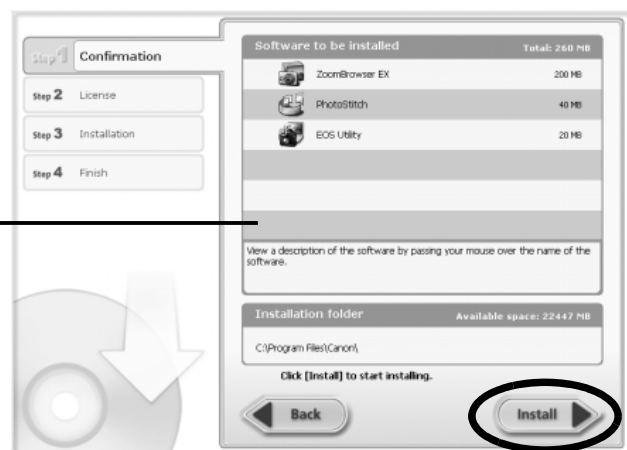 Step 1 Confirmation
Step 2 License
Step 3 Installation
Step 4 Finish
Software to be installed Total: 260 MB
ZoomBrowser EX 200 MB
PhotoStitch 40 MB
EOS Utility 20 MB
View a description of the software by passing your mouse over the name of the
software.
Installation folder Available space: 22447 MB
C:\Program Files\Canon\
Click [Install] to start installing.
Back Install